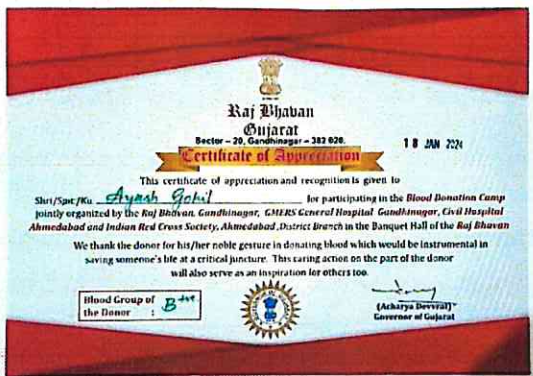 Raj Bhavan
Gujarat
Sector – 20, Gandhinagar – 382 020.
18 JAN 2024
Certificate of Appreciation
This certificate of appreciation and recognition is given to
Shri/Smt/Ku. Ayush Gohil for participating in the Blood Donation Camp
jointly organized by the Raj Bhavan, Gandhinagar, GMERS General Hospital Gandhinagar, Civil Hospital
Ahmedabad and Indian Red Cross Society, Ahmedabad ,District Branch in the Banquet Hall of the Raj Bhavan
We thank the donor for his/her noble gesture in donating blood which would be instrumental in
saving someone's life at a critical juncture. This caring action on the part of the donor
will also serve as an inspiration for others too.
Blood Group of
the Donor : B +ve
(Acharya Devvrat)
Governor of Gujarat